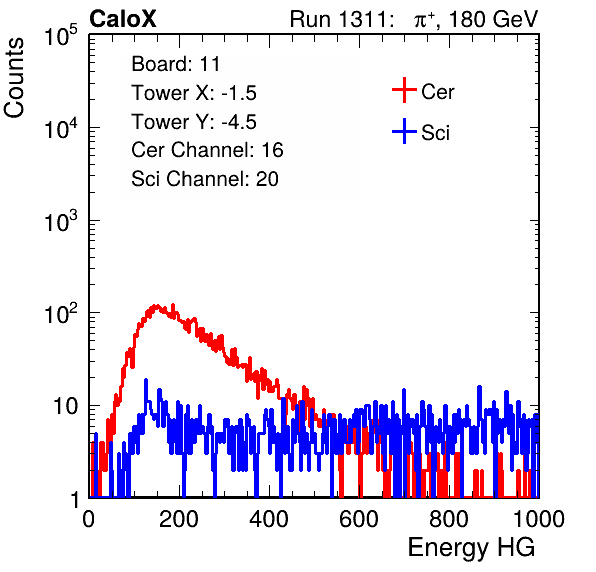 CaloX Run 1311: π⁺, 180 GeV
Counts
Board: 11
Tower X: -1.5
Tower Y: -4.5
Cer Channel: 16
Sci Channel: 20
Cer
Sci
10⁵
10⁴
10³
10²
10
1
0 200 400 600 800 1000
Energy HG